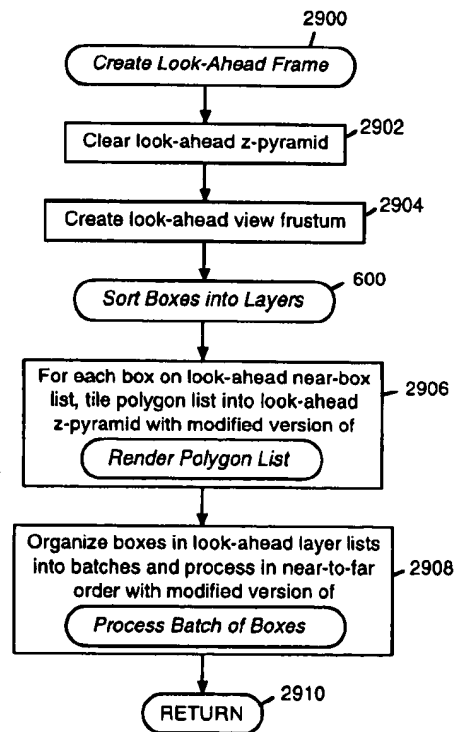 2900
Create Look-Ahead Frame
2902
Clear look-ahead z-pyramid
2904
Create look-ahead view frustum
600
Sort Boxes into Layers
2906
For each box on look-ahead near-box
list, tile polygon list into look-ahead
z-pyramid with modified version of
Render Polygon List
2908
Organize boxes in look-ahead layer lists
into batches and process in near-to-far
order with modified version of
Process Batch of Boxes
2910
RETURN